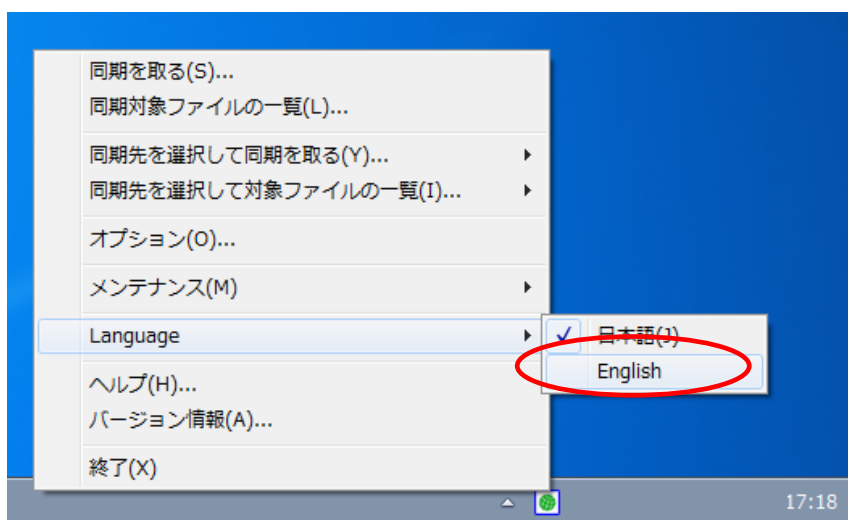 同期を取る(S)...
同期対象ファイルの一覧(L)...
同期先を選択して同期を取る(Y)...
同期先を選択して対象ファイルの一覧(I)...
オプション(O)...
メンテナンス(M)
Language
日本語(J)
English
ヘルプ(H)...
バージョン情報(A)...
終了(X)
17:18